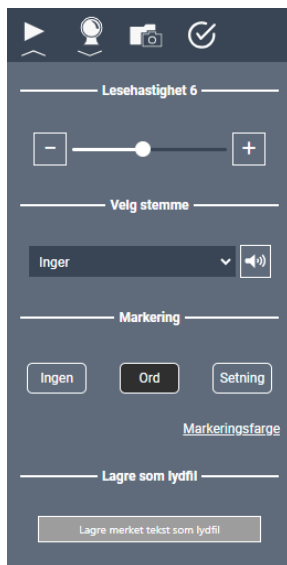 Lesehastighet 6
Velg stemme
Inger
Markering
Ingen Ord Setning
Markeringsfarge
Lagre som lydfil
Lagre merket tekst som lydfil